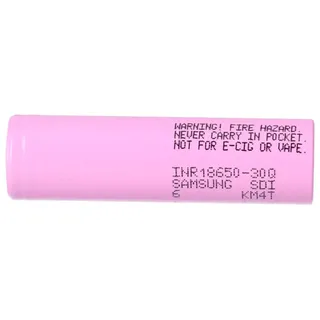 WARNING! FIRE HAZARD.
NEVER CARRY IN POCKET.
NOT FOR E-CIG OR VAPE.
INR18650-30Q
SAMSUNG SDI
6 KM4T